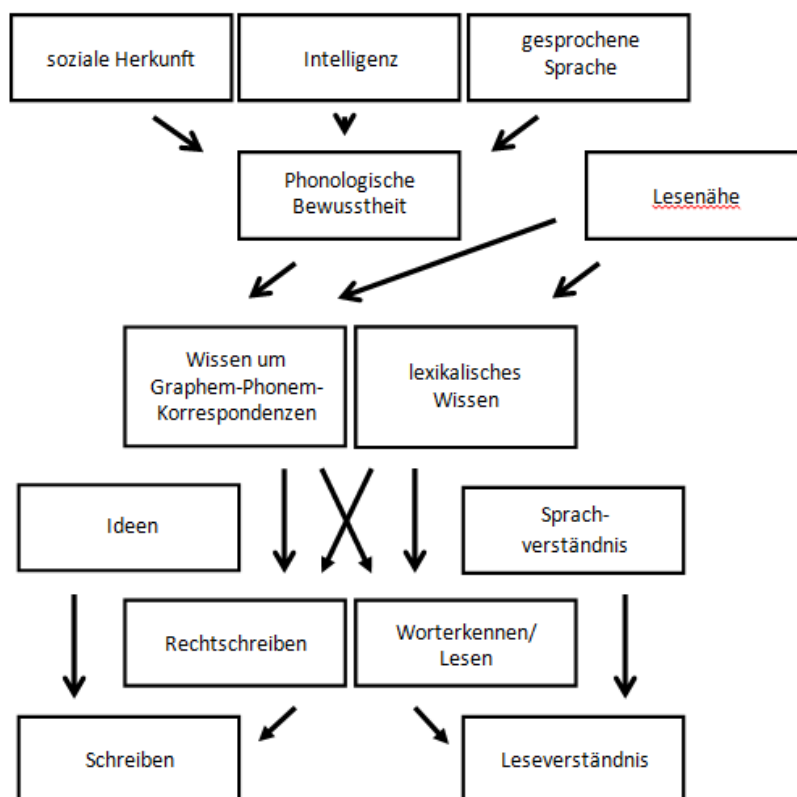 soziale Herkunft
Intelligenz
gesprochene
Sprache
Phonologische
Bewusstheit
Lesenähe
Wissen um
Graphem-Phonem-
Korrespondenzen
lexikalisches
Wissen
Ideen
Sprach-
verständnis
Rechtschreiben
Worterkennen/
Lesen
Schreiben
Leseverständnis